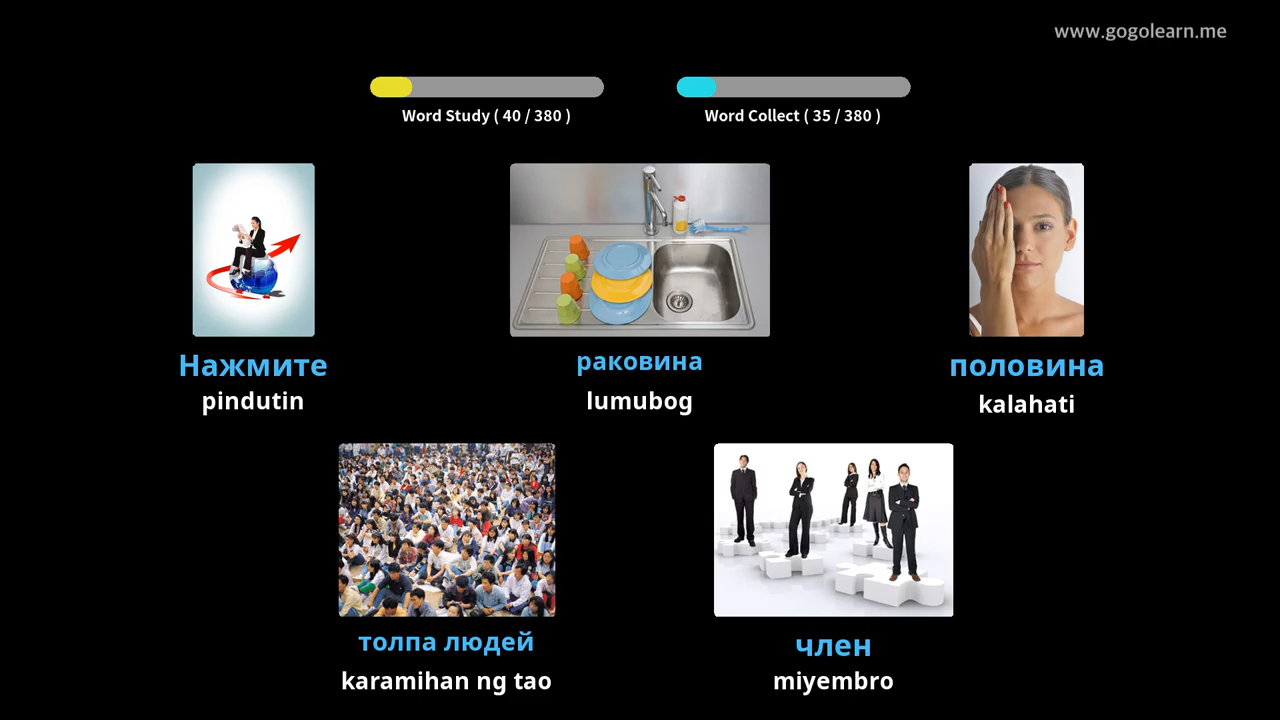 www.gogolearn.me
Word Study ( 40 / 380 )
Word Collect ( 35 / 380 )
Нажмите
pindutin
раковина
lumubog
половина
kalahati
толпа людей
karamihan ng tao
член
miyembro